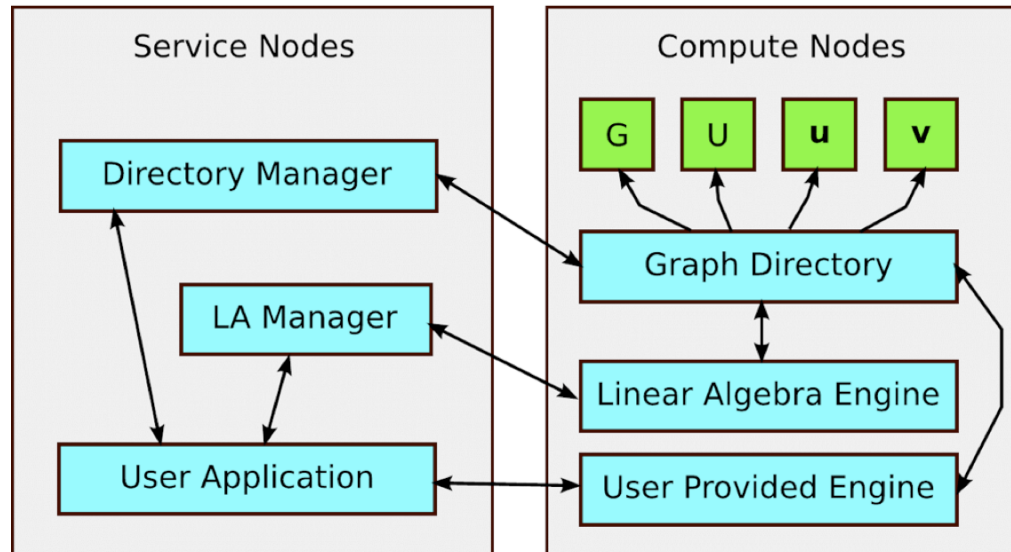 Service Nodes
Directory Manager
LA Manager
User Application
Compute Nodes
G U u v
Graph Directory
Linear Algebra Engine
User Provided Engine